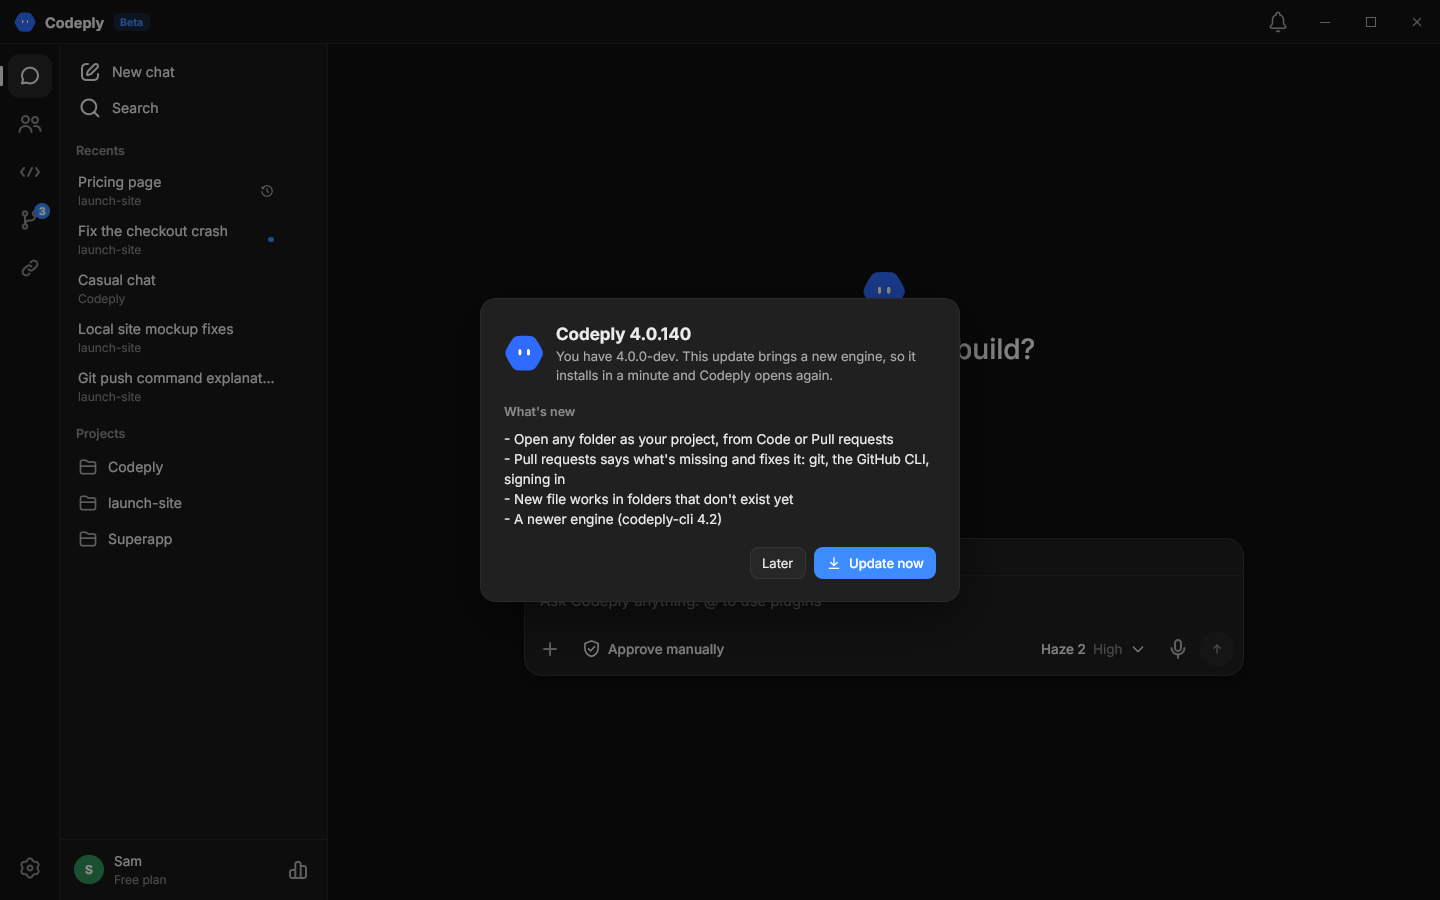 Codeply Beta
New chat
Search
Recents
Pricing page
launch-site
Fix the checkout crash
launch-site
Casual chat
Codeply
Local site mockup fixes
launch-site
Git push command explanat...
launch-site
Projects
Codeply
launch-site
Superapp
3
S
Sam
Free plan
build?
Codeply 4.0.140
You have 4.0.0-dev. This update brings a new engine, so it
installs in a minute and Codeply opens again.
What's new
- Open any folder as your project, from Code or Pull requests
- Pull requests says what's missing and fixes it: git, the GitHub CLI,
signing in
- New file works in folders that don't exist yet
- A newer engine (codeply-cli 4.2)
Later
Update now
Ask Codeply anything. @ to use plugins
Approve manually
Haze 2 High